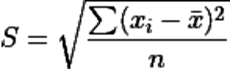 S = √(∑(xᵢ − x̄)² / n)